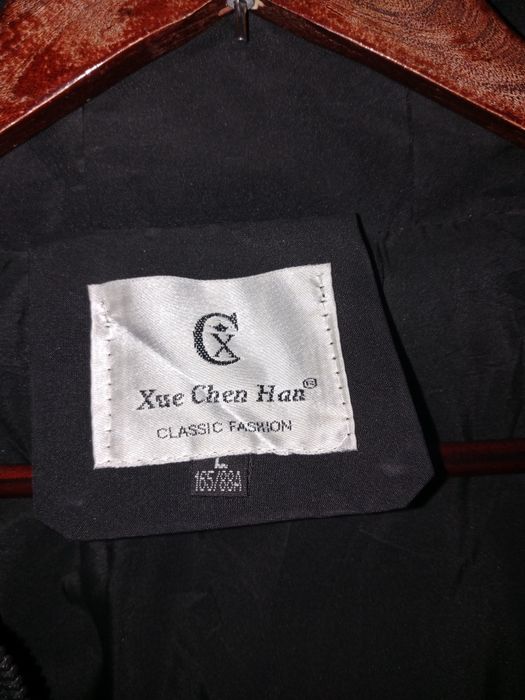 CX
Xue Chen Han®
CLASSIC FASHION
L
165/88A